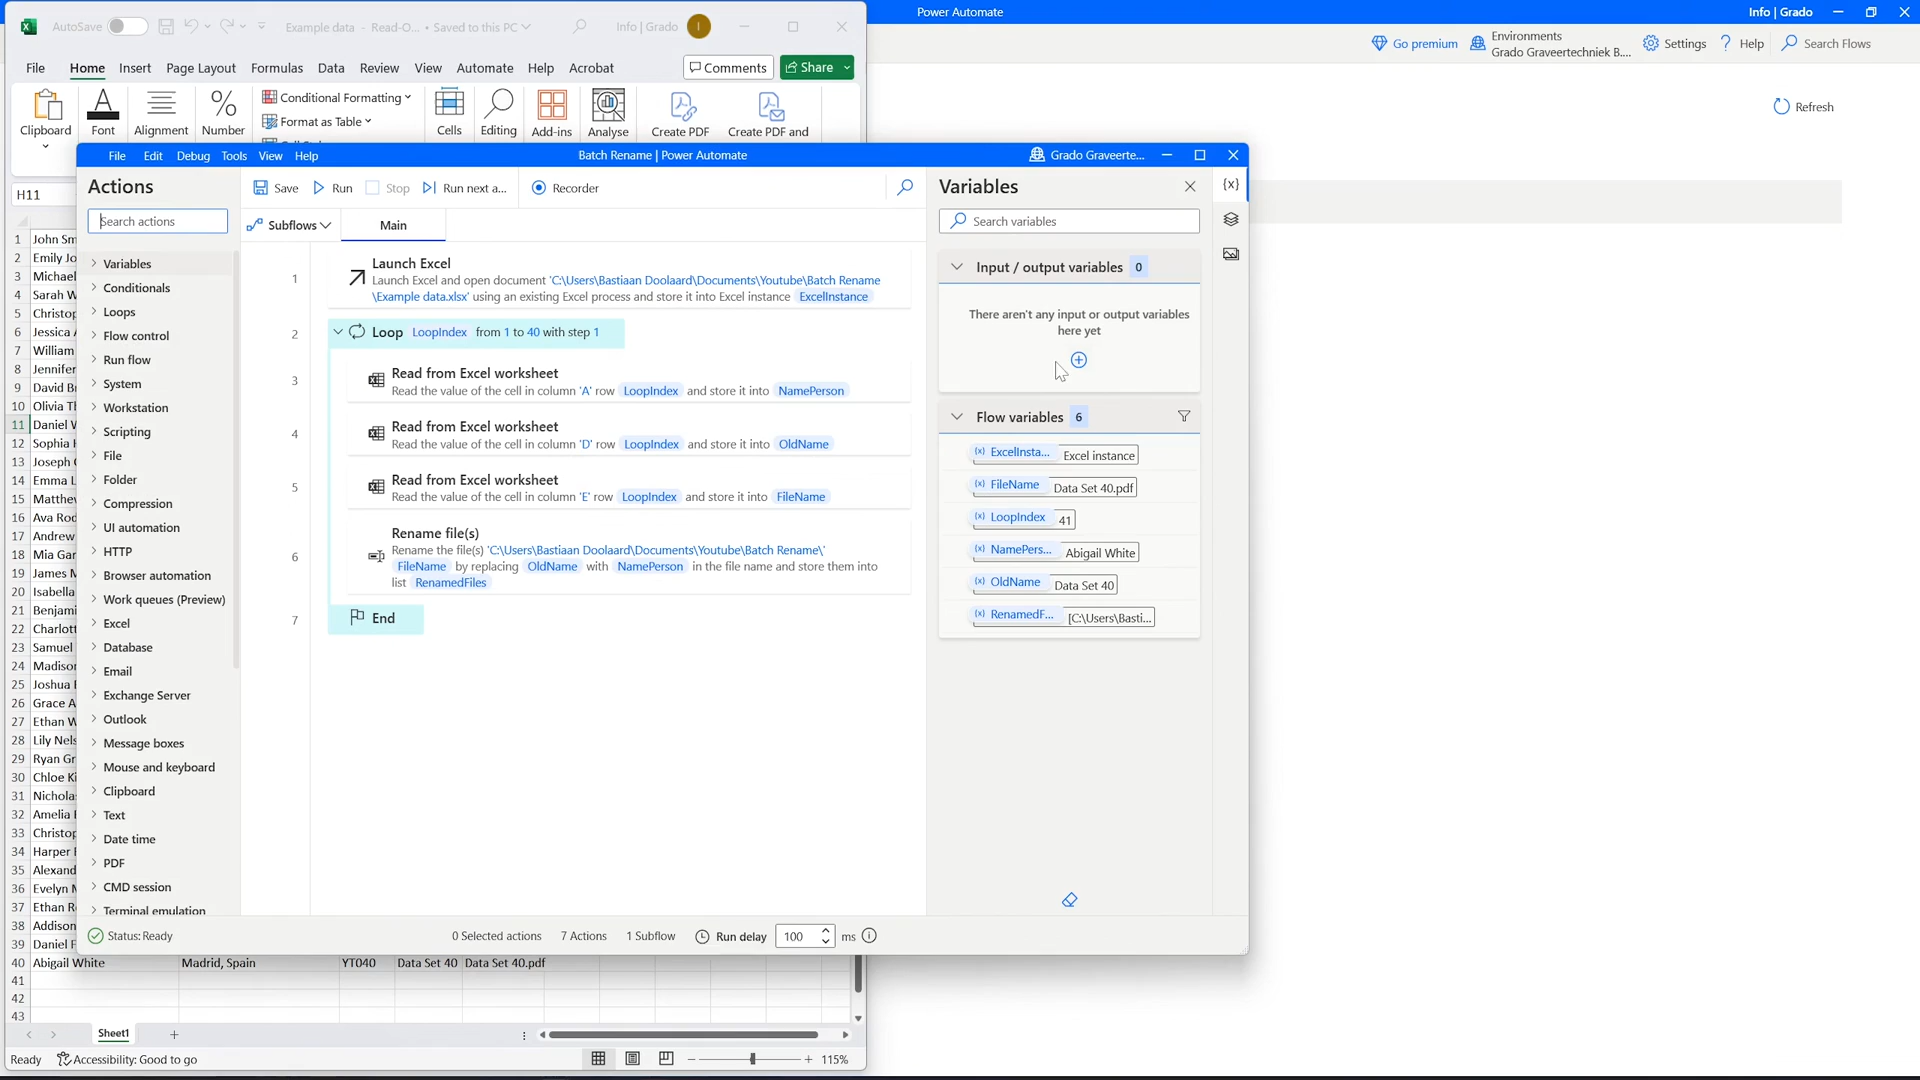 Power Automate
Info | Grado
AutoSave
Example data - Read-O... • Saved to this PC
Info | Grado
I
Go premium
Environments
Grado Graveertechniek B....
Settings
Help
Search Flows
File
Home
Insert
Page Layout
Formulas
Data
Review
View
Automate
Help
Acrobat
Comments
Share
Refresh
Clipboard
Font
Alignment
Number
Conditional Formatting
Format as Table
Cells
Editing
Add-ins
Analyse
Create PDF
Create PDF and
H11
File
Edit
Debug
Tools
View
Help
Batch Rename | Power Automate
Grado Graveerte...
Actions
Search actions
Save
Run
Stop
Run next a...
Recorder
Subflows
Main
Variables
Conditionals
Loops
Flow control
Run flow
System
Workstation
Scripting
File
Folder
Compression
UI automation
HTTP
Browser automation
Work queues (Preview)
Excel
Database
Email
Exchange Server
Outlook
Message boxes
Mouse and keyboard
Clipboard
Text
Date time
PDF
CMD session
Terminal emulation
1
Launch Excel
Launch Excel and open document 'C:\Users\Bastiaan Doolaard\Documents\Youtube\Batch Rename
\Example data.xlsx' using an existing Excel process and store it into Excel instance ExcelInstance
2
Loop LoopIndex from 1 to 40 with step 1
3
Read from Excel worksheet
Read the value of the cell in column 'A' row LoopIndex and store it into NamePerson
4
Read from Excel worksheet
Read the value of the cell in column 'D' row LoopIndex and store it into OldName
5
Read from Excel worksheet
Read the value of the cell in column 'E' row LoopIndex and store it into FileName
6
Rename file(s)
Rename the file(s) 'C:\Users\Bastiaan Doolaard\Documents\Youtube\Batch Rename\'
FileName by replacing OldName with NamePerson in the file name and store them into
list RenamedFiles
7
End
Variables
{x}
Search variables
Input / output variables 0
There aren't any input or output variables
here yet
Flow variables 6
(x) ExcelInsta... Excel instance
(x) FileName Data Set 40.pdf
(x) LoopIndex 41
(x) NamePers... Abigail White
(x) OldName Data Set 40
(x) RenamedF... [C:\Users\Basti...
Status: Ready
0 Selected actions
7 Actions
1 Subflow
Run delay
100
ms
1 John Sm
2 Emily Jo
3 Michael
4 Sarah W
5 Christop
6 Jessica
7 William
8 Jennifer
9 David B
10 Olivia Th
11 Daniel W
12 Sophia
13 Joseph
14 Emma L
15 Matthew
16 Ava Rod
17 Andrew
18 Mia Gar
19 James M
20 Isabella
21 Benjami
22 Charlott
23 Samuel
24 Madison
25 Joshua
26 Grace A
27 Ethan W
28 Lily Nels
29 Ryan Gr
30 Chloe Ki
31 Nichola
32 Amelia
33 Christop
34 Harper
35 Alexand
36 Evelyn M
37 Ethan R
38 Addison
39 Daniel F
40 Abigail White Madrid, Spain YT040 Data Set 40 Data Set 40.pdf
41
42
43
Sheet1
Ready
Accessibility: Good to go
115%